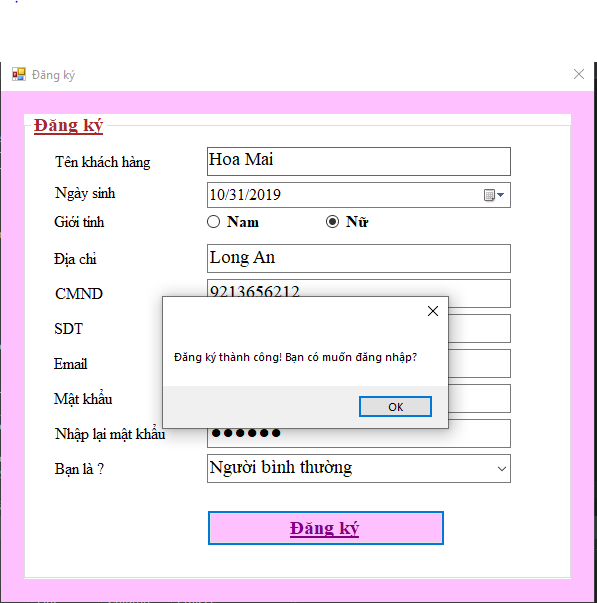 Đăng ký
Đăng ký
Tên khách hàng Hoa Mai
Ngày sinh 10/31/2019
Giới tính Nam Nữ
Địa chỉ Long An
CMND 9213656212
SDT
Email
Đăng ký thành công! Bạn có muốn đăng nhập?
Mật khẩu
OK
Nhập lại mật khẩu ●●●●●●
Bạn là ? Người bình thường
Đăng ký